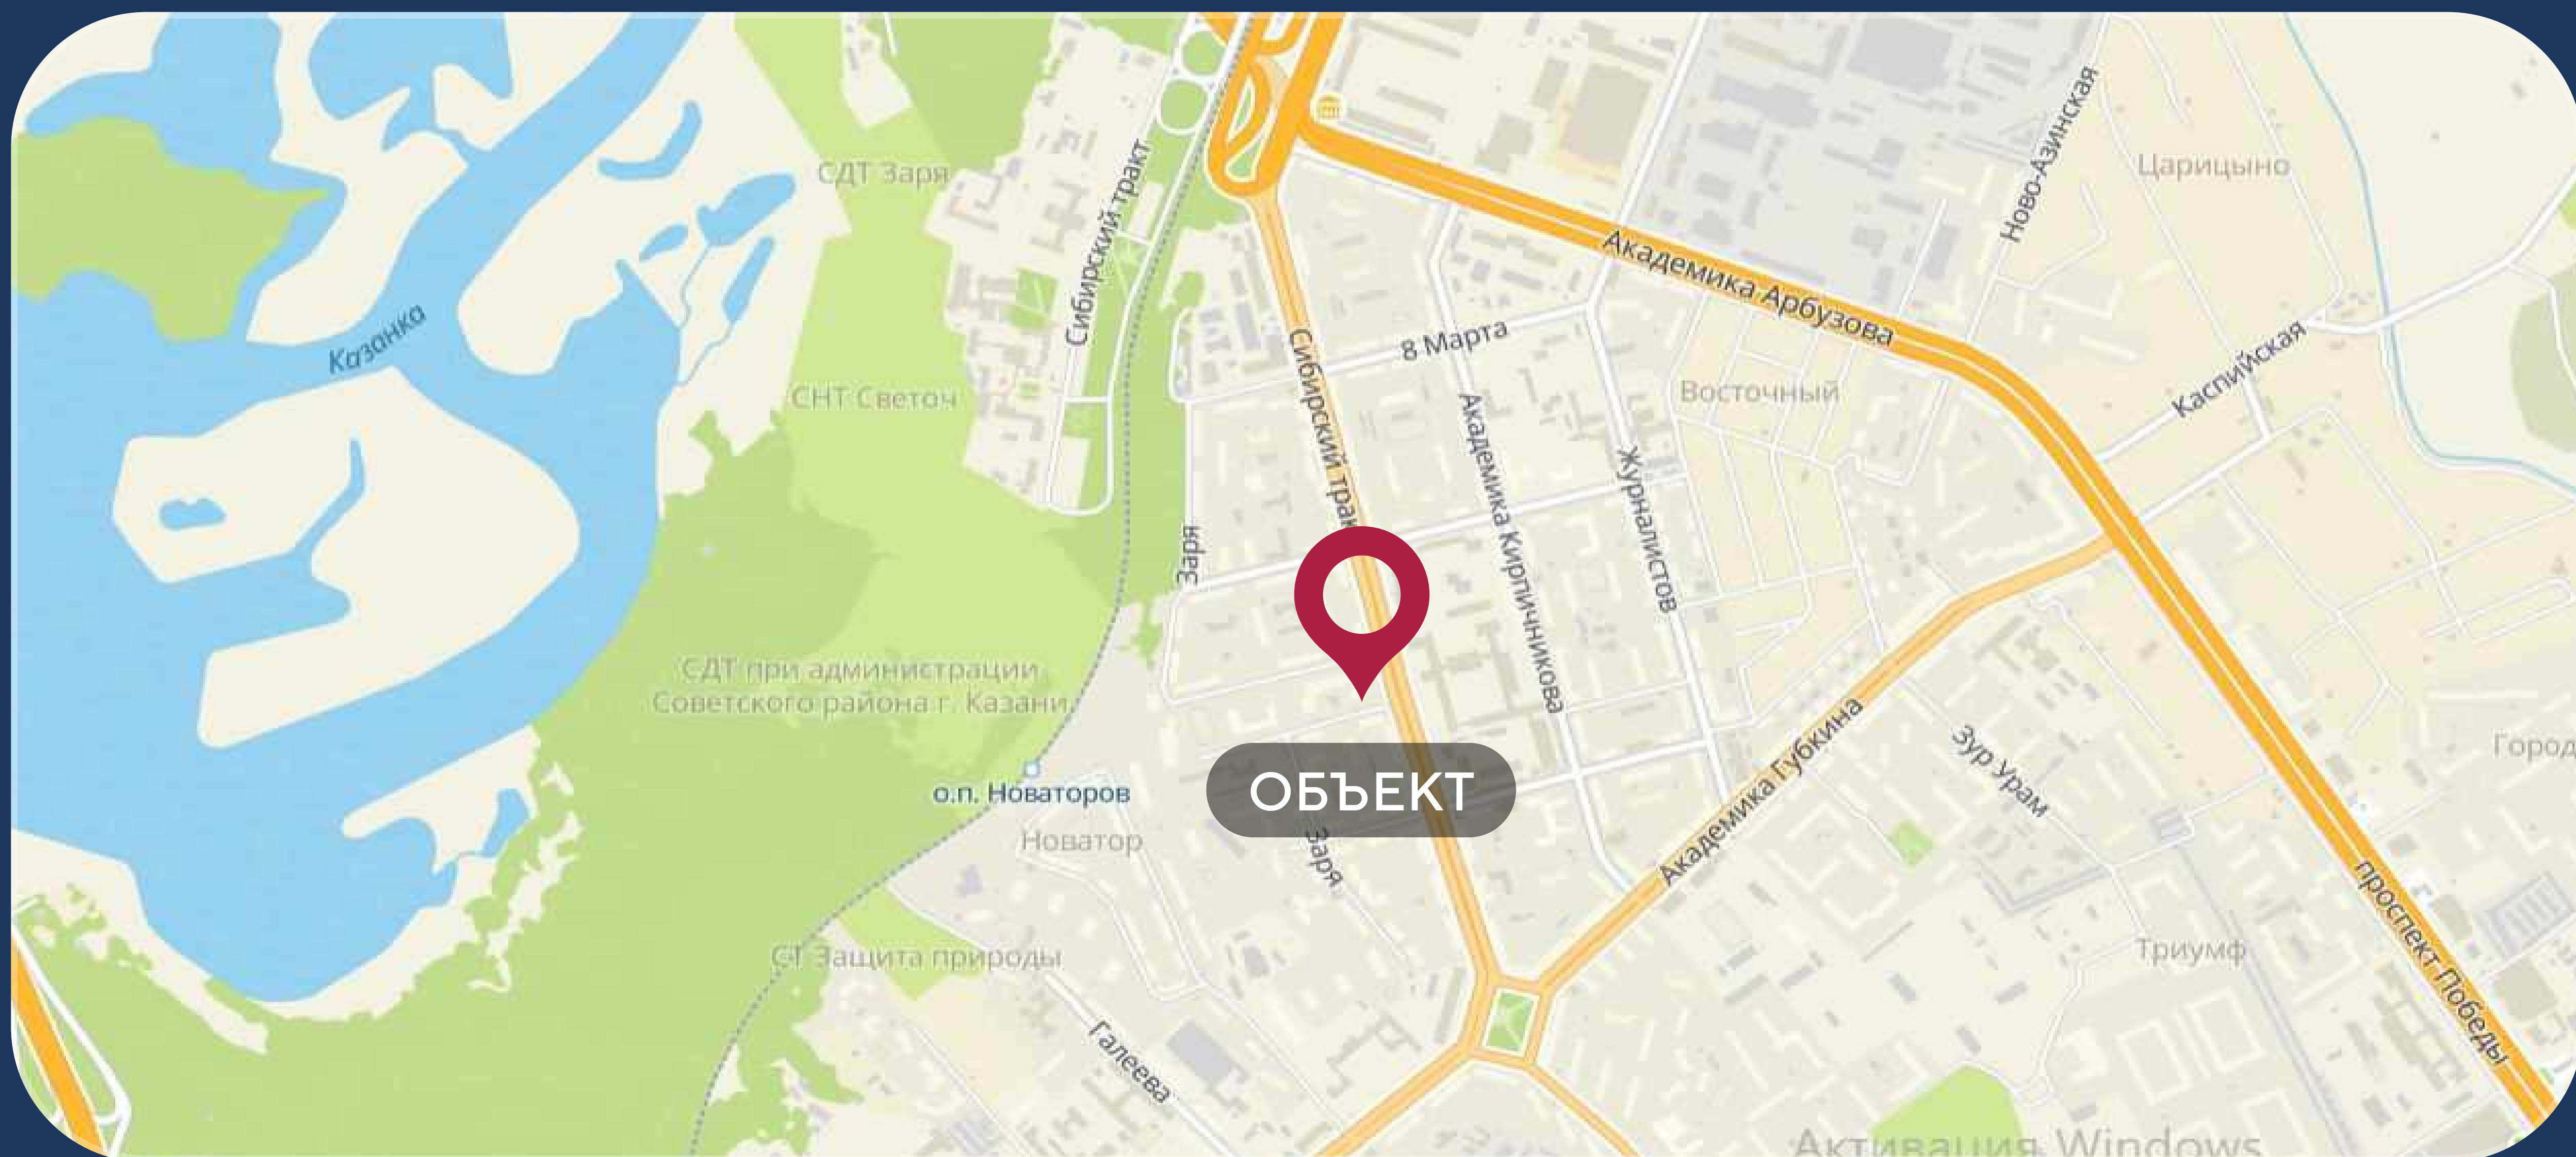 СДТ Заря
Сибирский тракт
Ново-Азинская
Царицыно
Академика Арбузова
Казанка
8 Марта
Каспийская
СНТ Светоч
Сибирский трак
Восточный
Академика Кирпичникова
Журналистов
Заря
СДТ при администрации
Советского района г. Казани.
о.п. Новаторов
ОБЪЕКТ
Академика Губкина
Зур Урам
Город
Новатор
Заря
СТ Защита природы
Триумф
проспект Победы
Галеева
Активация Windows